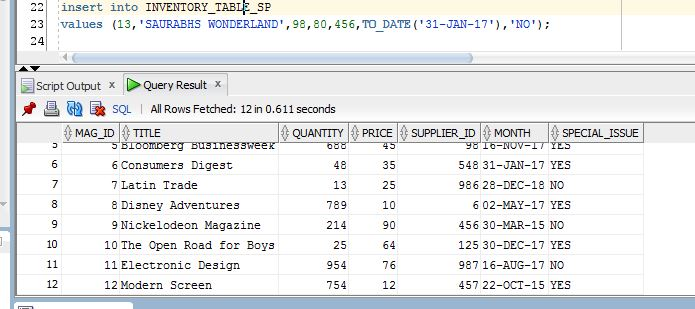 22 insert into INVENTORY_TABLE_SP
23 values (13,'SAURABHS WONDERLAND',98,80,456,TO_DATE('31-JAN-17'),'NO');
24
Script Output x Query Result x
SQL | All Rows Fetched: 12 in 0.611 seconds
MAG_ID TITLE QUANTITY PRICE SUPPLIER_ID MONTH SPECIAL_ISSUE
5 5 Bloomberg Businessweek 688 45 98 16-NOV-17 YES
6 6 Consumers Digest 48 35 548 31-JAN-17 YES
7 7 Latin Trade 13 25 986 28-DEC-18 NO
8 8 Disney Adventures 789 10 6 02-MAY-17 YES
9 9 Nickelodeon Magazine 214 90 456 30-MAR-15 NO
10 10 The Open Road for Boys 25 64 125 30-DEC-17 YES
11 11 Electronic Design 954 76 987 16-AUG-17 NO
12 12 Modern Screen 754 12 457 22-OCT-15 YES